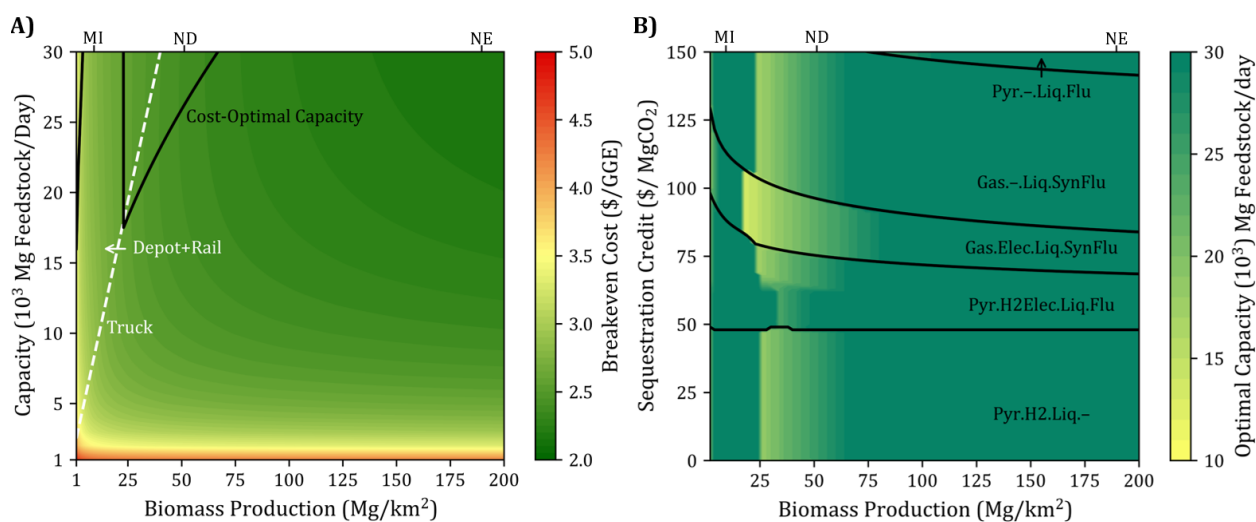 A)
MI
ND
NE
30
25
20
15
10
5
1
Capacity (10³ Mg Feedstock/Day)
Cost-Optimal Capacity
Depot+Rail
Truck
1
25
50
75
100
125
150
175
200
Biomass Production (Mg/km²)
5.0
4.5
4.0
3.5
3.0
2.5
2.0
Breakeven Cost ($/GGE)
B)
MI
ND
NE
150
125
100
75
50
25
0
Sequestration Credit ($/MgCO₂)
Pyr.–.Liq.Flu
Gas.–.Liq.SynFlu
Gas.Elec.Liq.SynFlu
Pyr.H2Elec.Liq.Flu
Pyr.H2.Liq.–
25
50
75
100
125
150
175
200
Biomass Production (Mg/km²)
30
25
20
15
10
Optimal Capacity (10³) Mg Feedstock/day